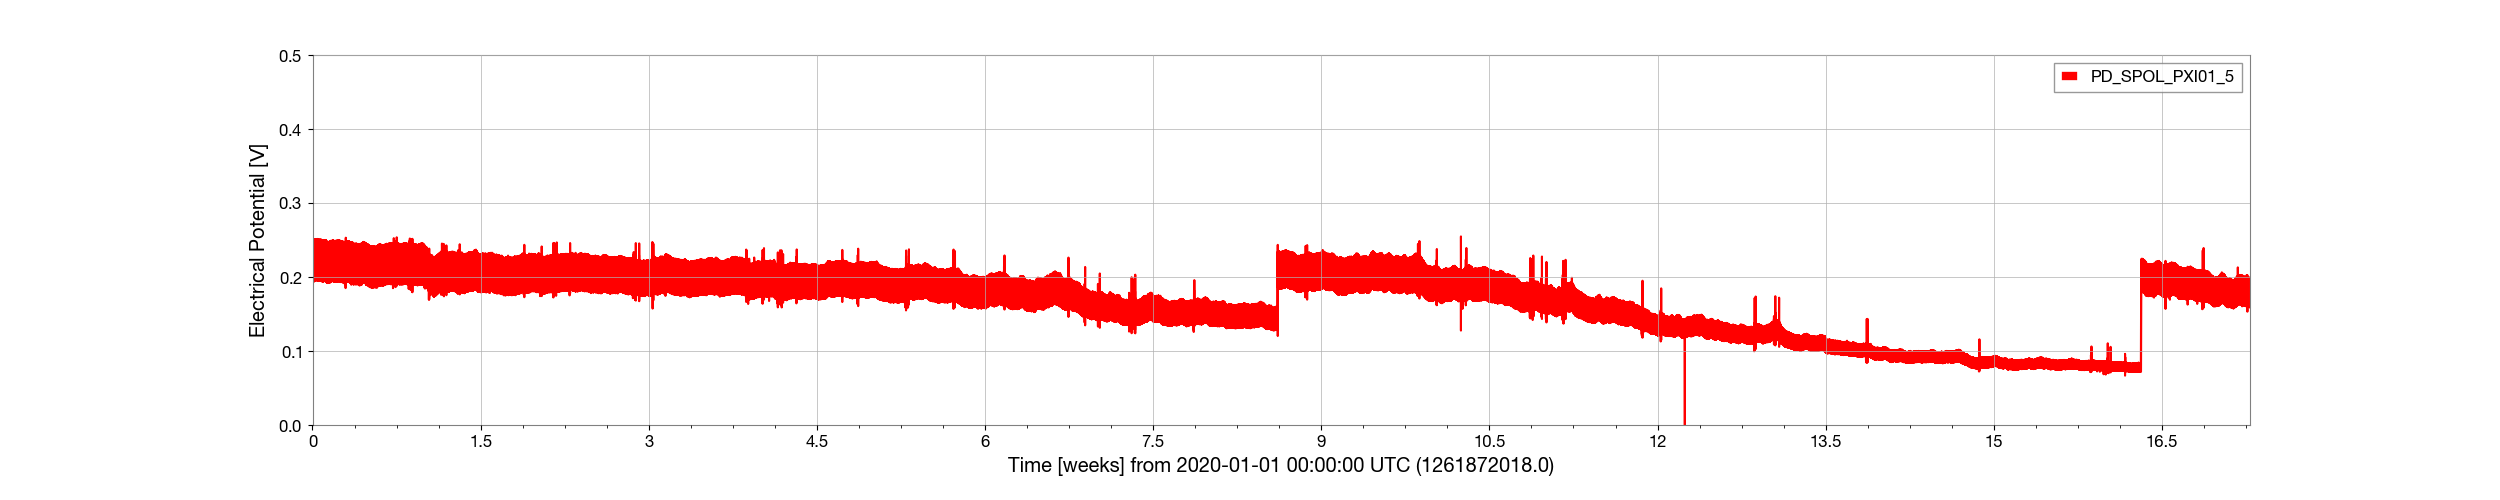 0.5
0.4
0.3
0.2
0.1
0.0
Electrical Potential [V]
PD_SPOL_PXI01_5
0 1.5 3 4.5 6 7.5 9 10.5 12 13.5 15 16.5
Time [weeks] from 2020-01-01 00:00:00 UTC (1261872018.0)